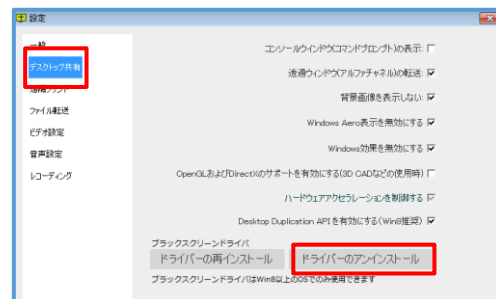 設定
一般
デスクトップ共有
ファイル転送
ビデオ設定
音声設定
レコーディング
コンソールウインドウ(コマンドプロンプト)の表示:
透過ウィンドウ(アルファチャネル)の転送:
背景画像を表示しない:
Windows Aero表示を無効にする
Windows効果を無効にする
OpenGLおよびDirectXのサポートを有効にする(3D CADなどの使用時)
ハードウェアアクセラレーションを制御する
Desktop Duplication APIを有効にする(Win8推奨)
ブラックスクリーンドライバ
ドライバーの再インストール
ドライバーのアンインストール
ブラックスクリーンドライバはWin8以上のOSでのみ使用できます